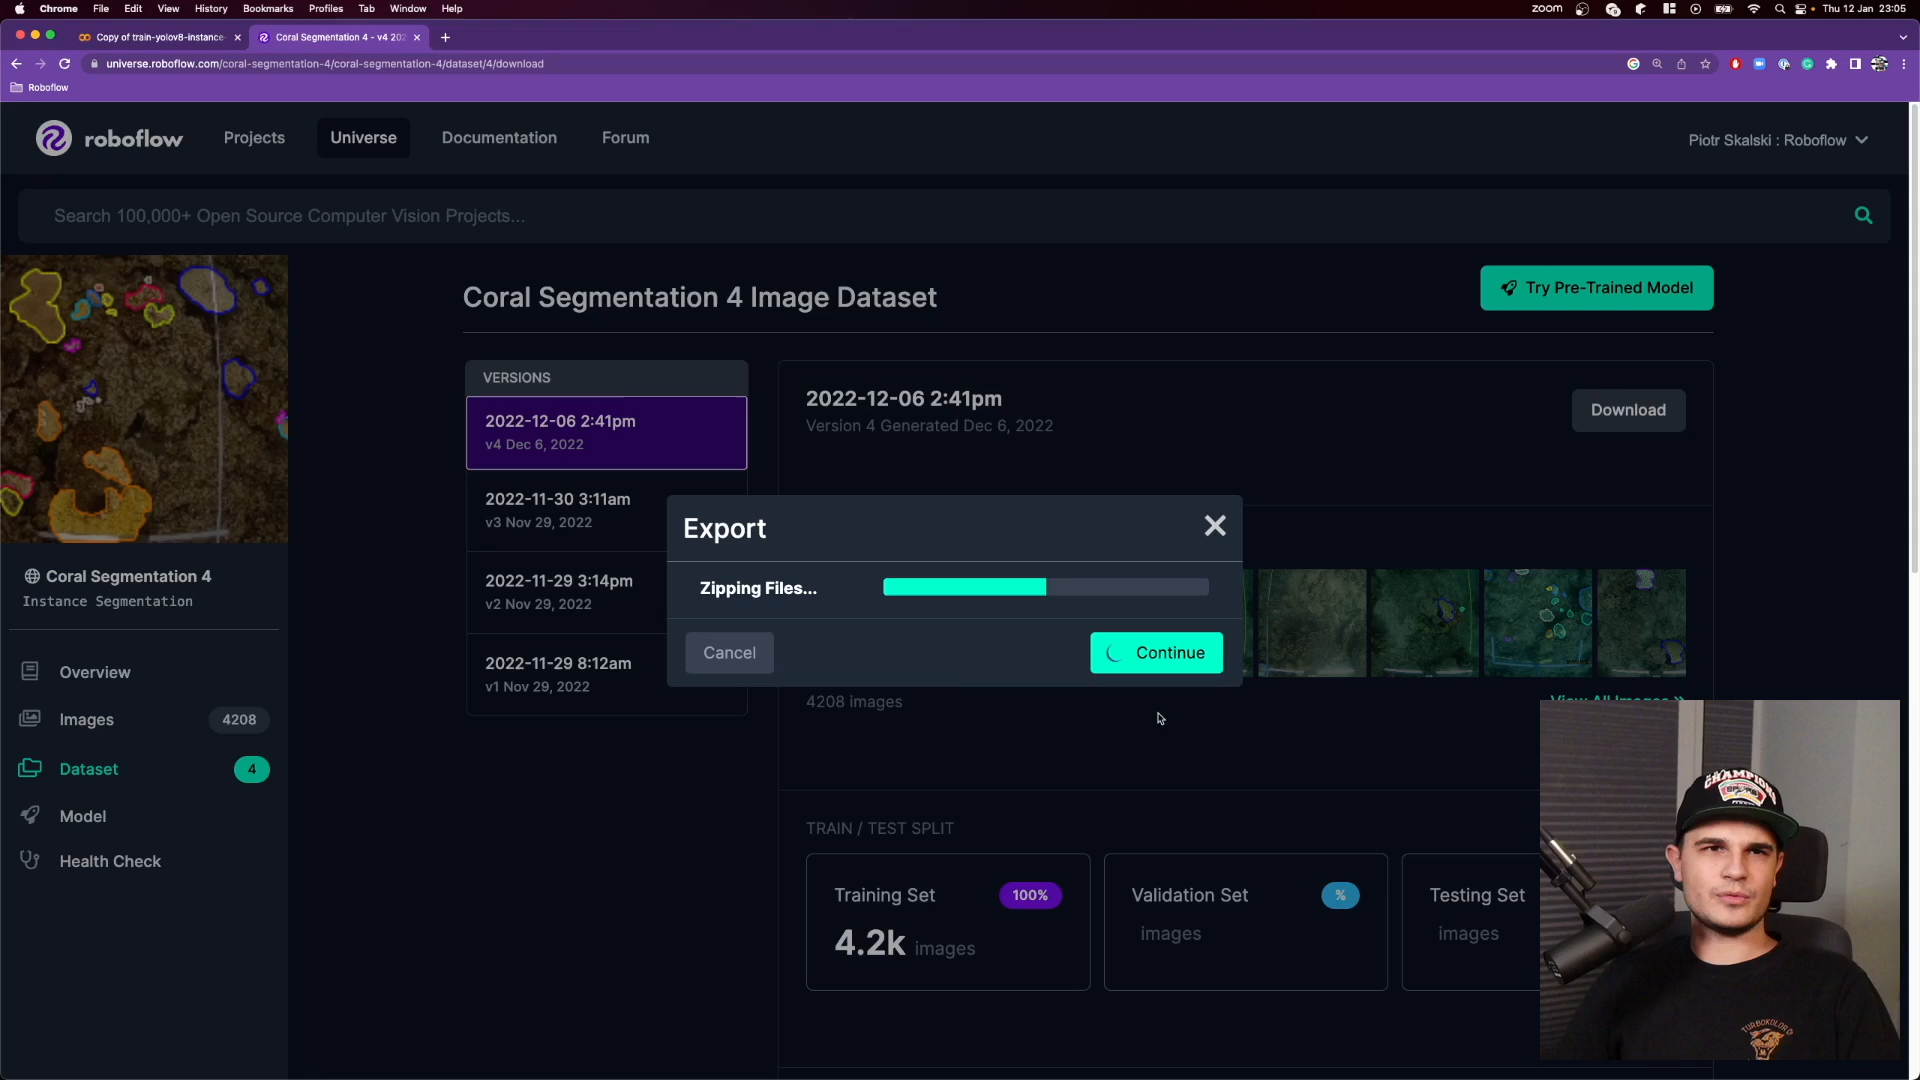 Chrome File Edit View History Bookmarks Profiles Tab Window Help
zoom
Thu 12 Jan 23:05
Copy of train-yolov8-instance-
Coral Segmentation 4 - v4 202
universe.roboflow.com/coral-segmentation-4/coral-segmentation-4/dataset/4/download
Roboflow
roboflow
Projects
Universe
Documentation
Forum
Piotr Skalski : Roboflow
Search 100,000+ Open Source Computer Vision Projects...
Coral Segmentation 4 Image Dataset
Try Pre-Trained Model
VERSIONS
2022-12-06 2:41pm
v4 Dec 6, 2022
2022-11-30 3:11am
v3 Nov 29, 2022
2022-11-29 3:14pm
v2 Nov 29, 2022
2022-11-29 8:12am
v1 Nov 29, 2022
2022-12-06 2:41pm
Version 4 Generated Dec 6, 2022
Download
Export
Zipping Files...
Cancel
Continue
4208 images
View All Images »
Coral Segmentation 4
Instance Segmentation
Overview
Images
4208
Dataset
4
Model
Health Check
TRAIN / TEST SPLIT
Training Set
100%
4.2k images
Validation Set
%
images
Testing Set
images
CHAMPIONS